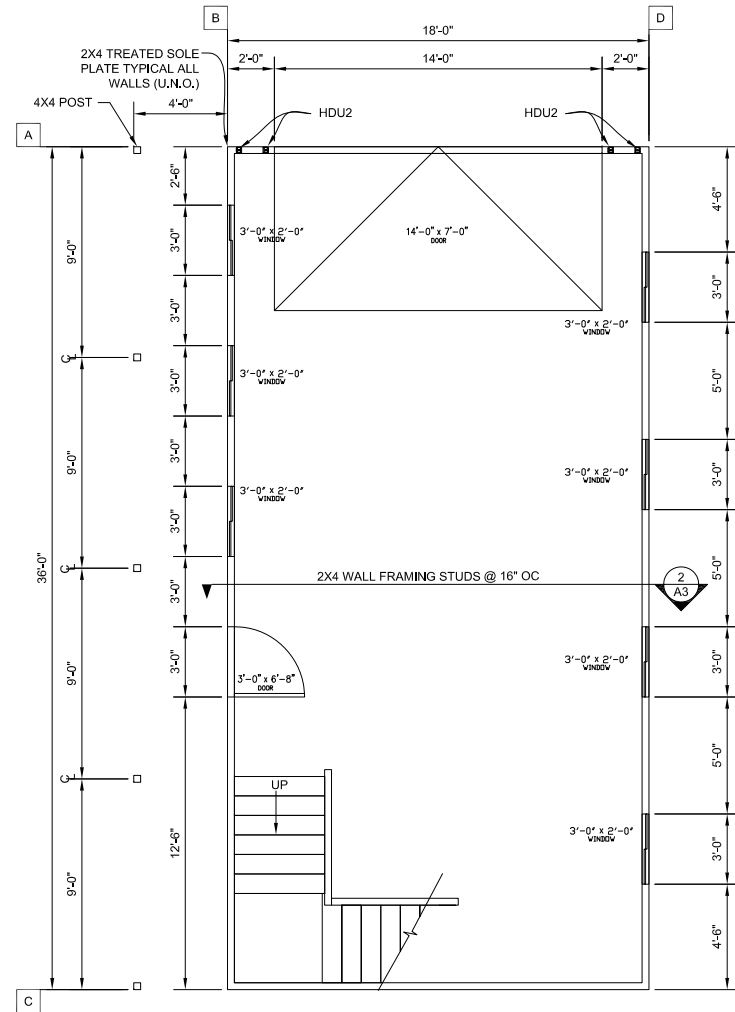 B
D
18'-0"
2'-0"
14'-0"
2'-0"
2X4 TREATED SOLE
PLATE TYPICAL ALL
WALLS (U.N.O.)
4X4 POST
4'-0"
HDU2
HDU2
A
2'-6"
4'-6"
9'-0"
3'-0"
3'-0" x 2'-0"
WINDOW
14'-0" x 7'-0"
DOOR
3'-0"
3'-0"
3'-0" x 2'-0"
WINDOW
CL
3'-0"
3'-0" x 2'-0"
WINDOW
5'-0"
3'-0"
9'-0"
3'-0"
3'-0" x 2'-0"
WINDOW
3'-0"
3'-0" x 2'-0"
WINDOW
36'-0"
CL
3'-0"
2X4 WALL FRAMING STUDS @ 16" OC
2
A3
5'-0"
9'-0"
3'-0"
3'-0" x 6'-8"
DOOR
3'-0" x 2'-0"
WINDOW
3'-0"
CL
UP
5'-0"
12'-6"
3'-0" x 2'-0"
WINDOW
3'-0"
9'-0"
4'-6"
C